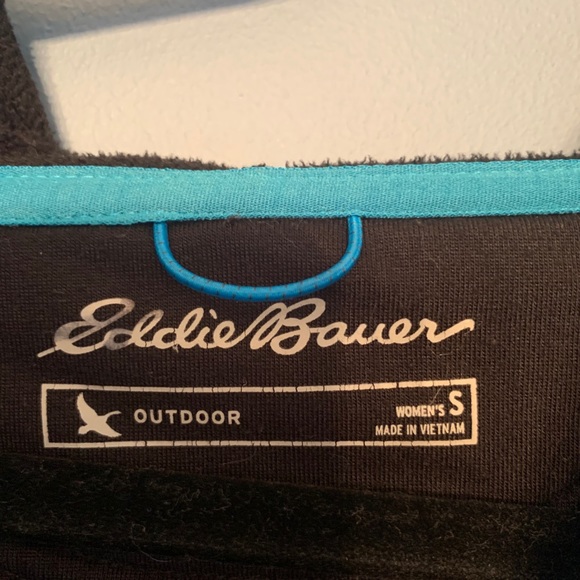 Eddie Bauer
OUTDOOR
WOMEN'S S
MADE IN VIETNAM